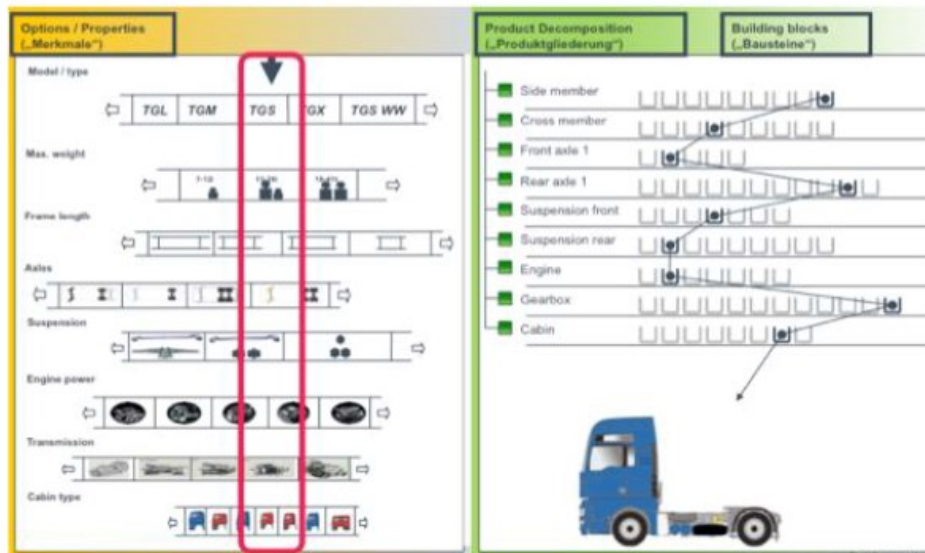 Options / Properties
(„Merkmale“)
Model / type
TGL TGM TGS TGX TGS WW
Max. weight
Frame length
Axles
Suspension
Engine power
Transmission
Cabin type
Product Decomposition
(„Produktgliederung“)
Building blocks
(„Bausteine“)
Side member
Cross member
Front axle 1
Rear axle 1
Suspension front
Suspension rear
Engine
Gearbox
Cabin